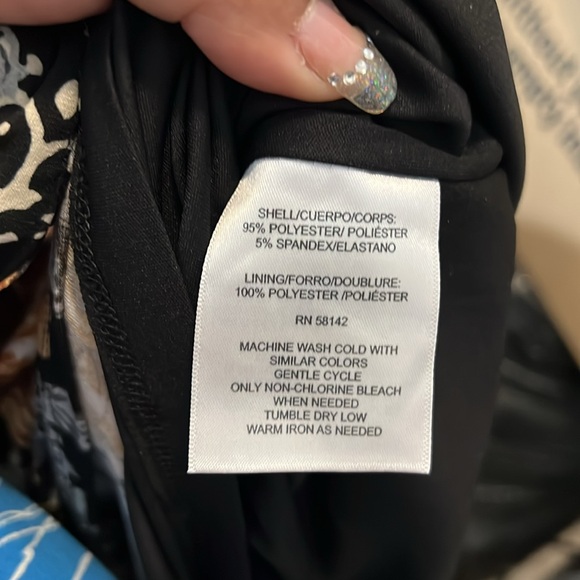 SHELL/CUERPO/CORPS:
95% POLYESTER/ POLIÉSTER
5% SPANDEX/ELASTANO
LINING/FORRO/DOUBLURE:
100% POLYESTER /POLIÉSTER
RN 58142
MACHINE WASH COLD WITH
SIMILAR COLORS
GENTLE CYCLE
ONLY NON-CHLORINE BLEACH
WHEN NEEDED
TUMBLE DRY LOW
WARM IRON AS NEEDED